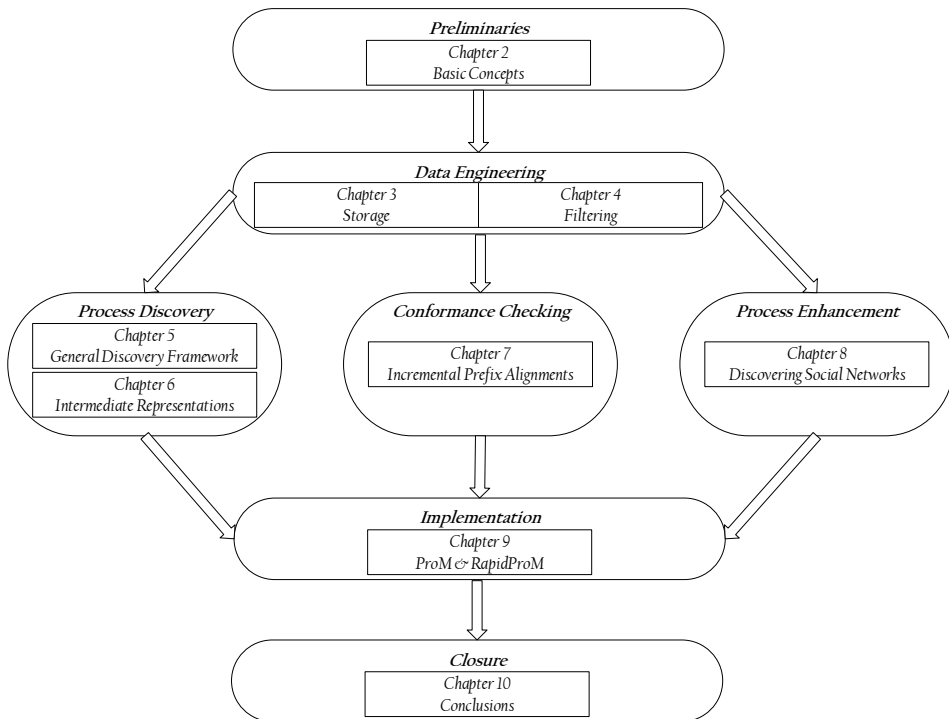 Preliminaries
Chapter 2
Basic Concepts
Data Engineering
Chapter 3
Storage
Chapter 4
Filtering
Process Discovery
Chapter 5
General Discovery Framework
Chapter 6
Intermediate Representations
Conformance Checking
Chapter 7
Incremental Prefix Alignments
Process Enhancement
Chapter 8
Discovering Social Networks
Implementation
Chapter 9
ProM & RapidProM
Closure
Chapter 10
Conclusions